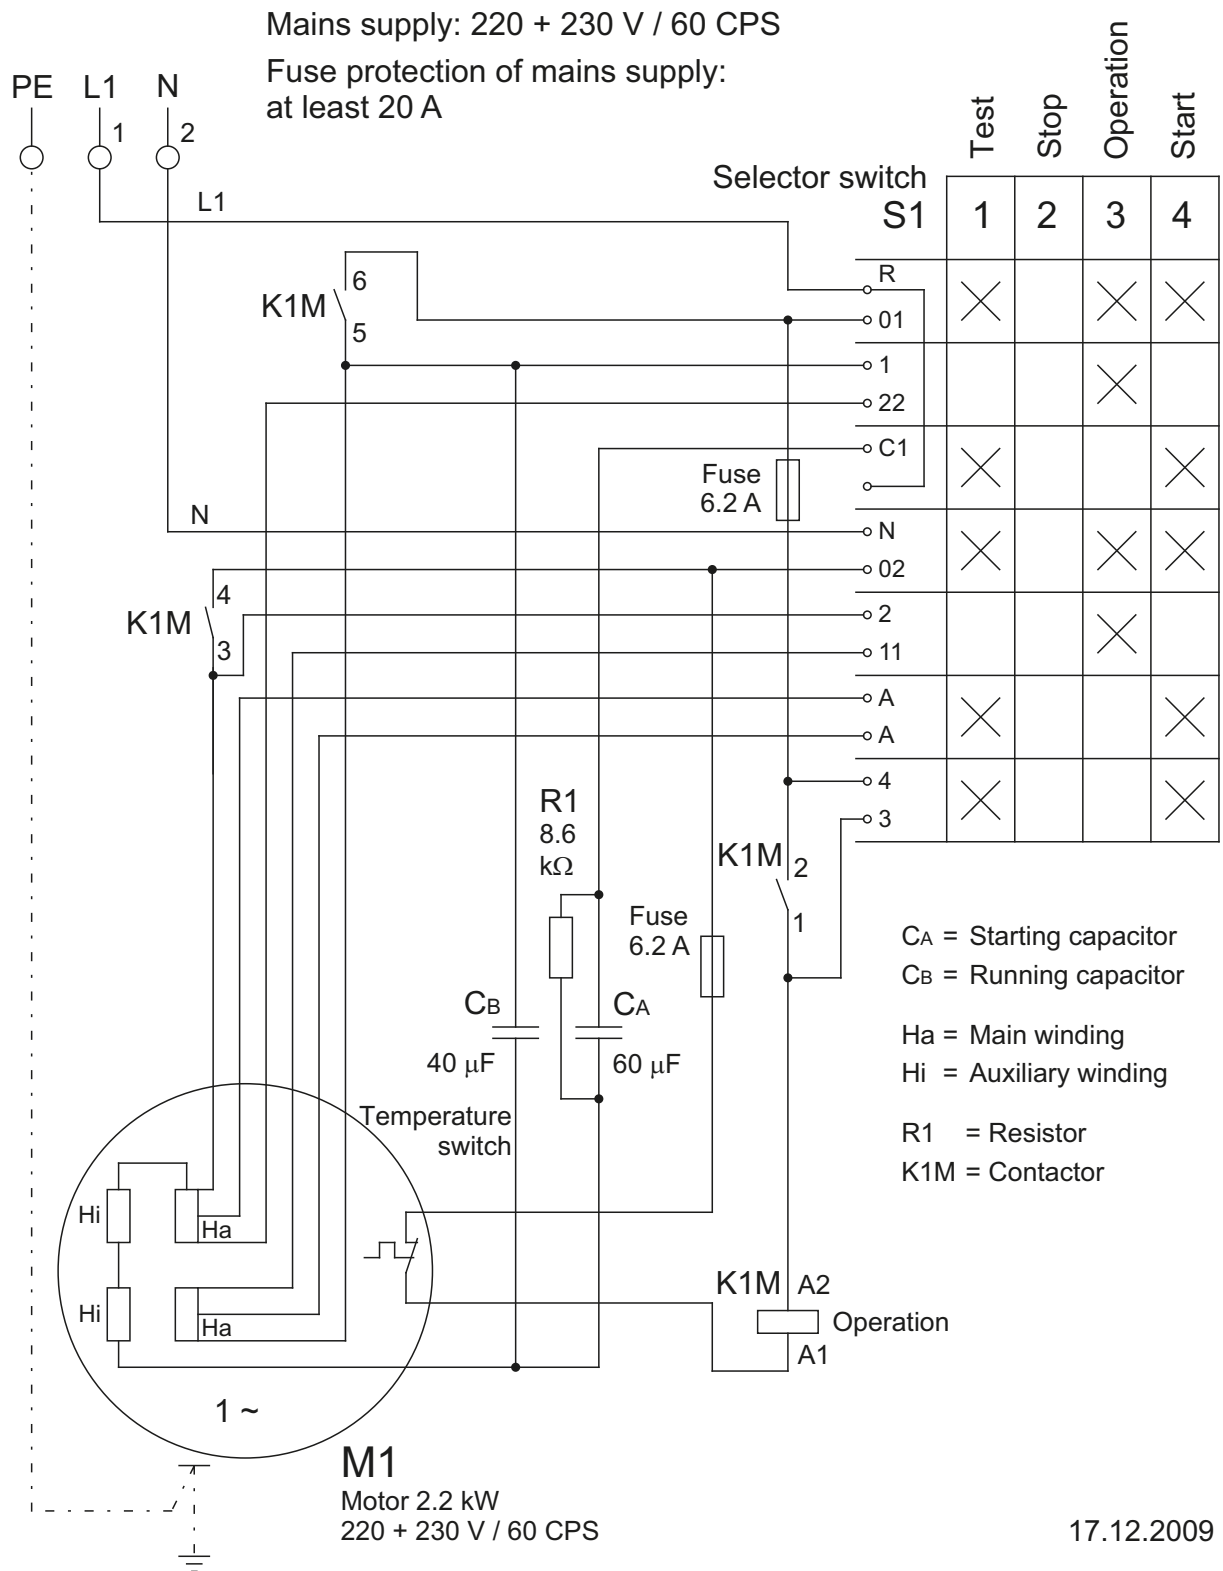 Mains supply: 220 + 230 V / 60 CPS
Fuse protection of mains supply:
at least 20 A
PE L1 N
1 2
L1
Test
Stop
Operation
Start
Selector switch
S1 1 2 3 4
R
01
1
22
C1
N
02
2
11
A
A
4
3
K1M
6
5
Fuse
6.2 A
N
K1M
4
3
R1
8.6
kΩ
K1M
2
1
Fuse
6.2 A
CB
40 µF
CA
60 µF
CA = Starting capacitor
CB = Running capacitor
Ha = Main winding
Hi = Auxiliary winding
R1 = Resistor
K1M = Contactor
Temperature
switch
Hi
Ha
Hi
Ha
K1M A2
Operation
A1
1 ~
M1
Motor 2.2 kW
220 + 230 V / 60 CPS
17.12.2009